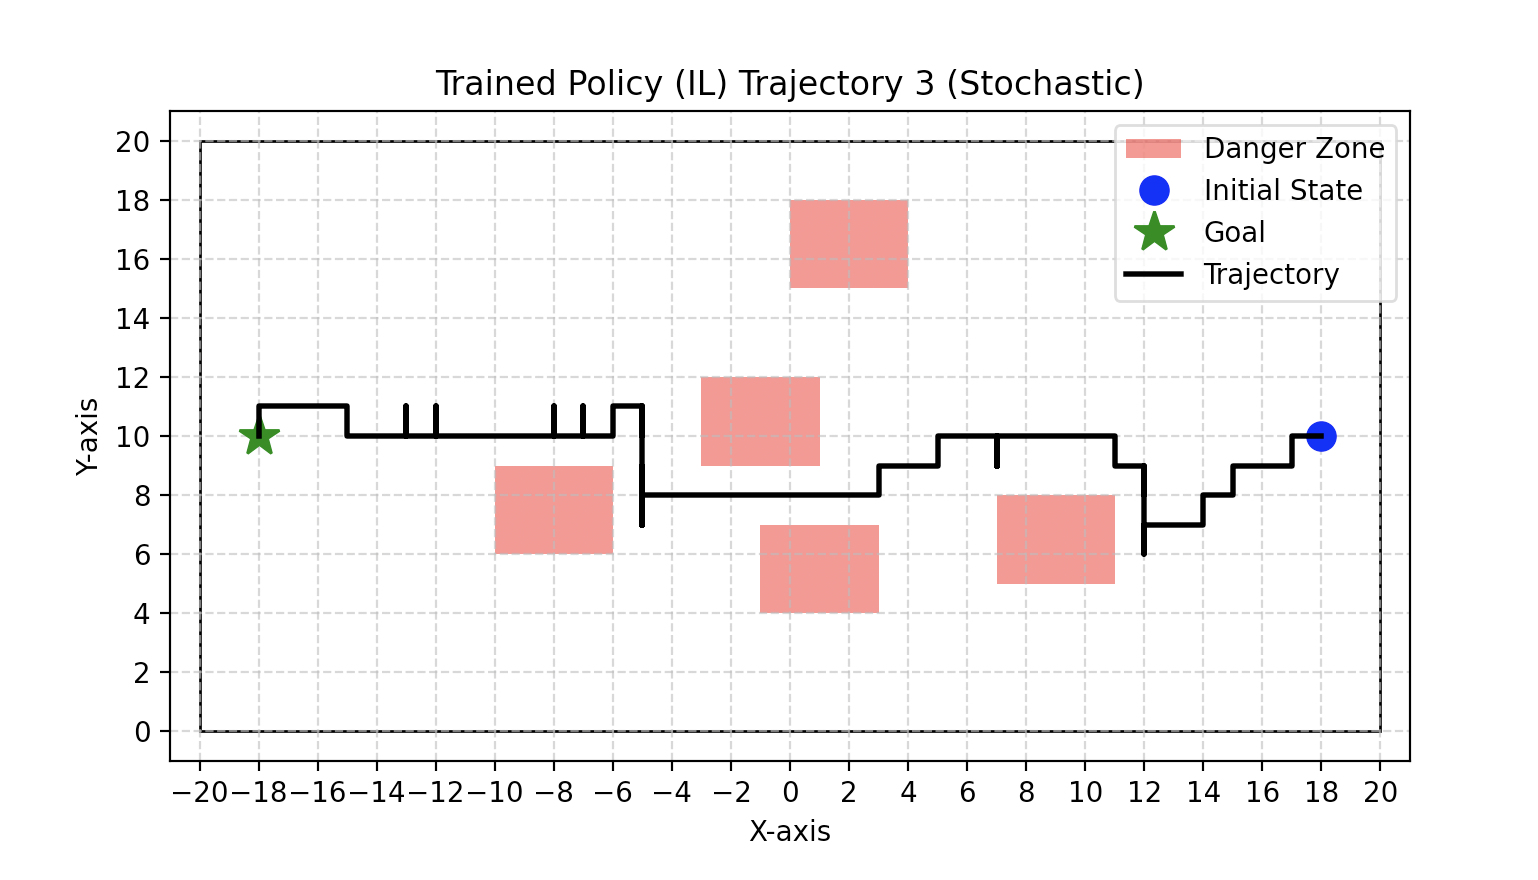 Trained Policy (IL) Trajectory 3 (Stochastic)
Danger Zone
Initial State
Goal
Trajectory
20
18
16
14
12
10
8
6
4
2
0
Y-axis
−20 −18 −16 −14 −12 −10 −8 −6 −4 −2 0 2 4 6 8 10 12 14 16 18 20
X-axis